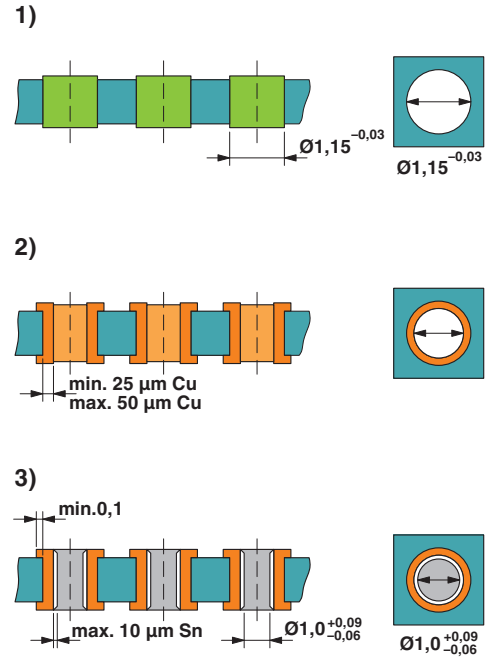 1)
Ø1,15 -0,03
Ø1,15 -0,03
2)
min. 25 µm Cu
max. 50 µm Cu
3)
min.0,1
max. 10 µm Sn
Ø1,0 +0,09 -0,06
Ø1,0 +0,09 -0,06